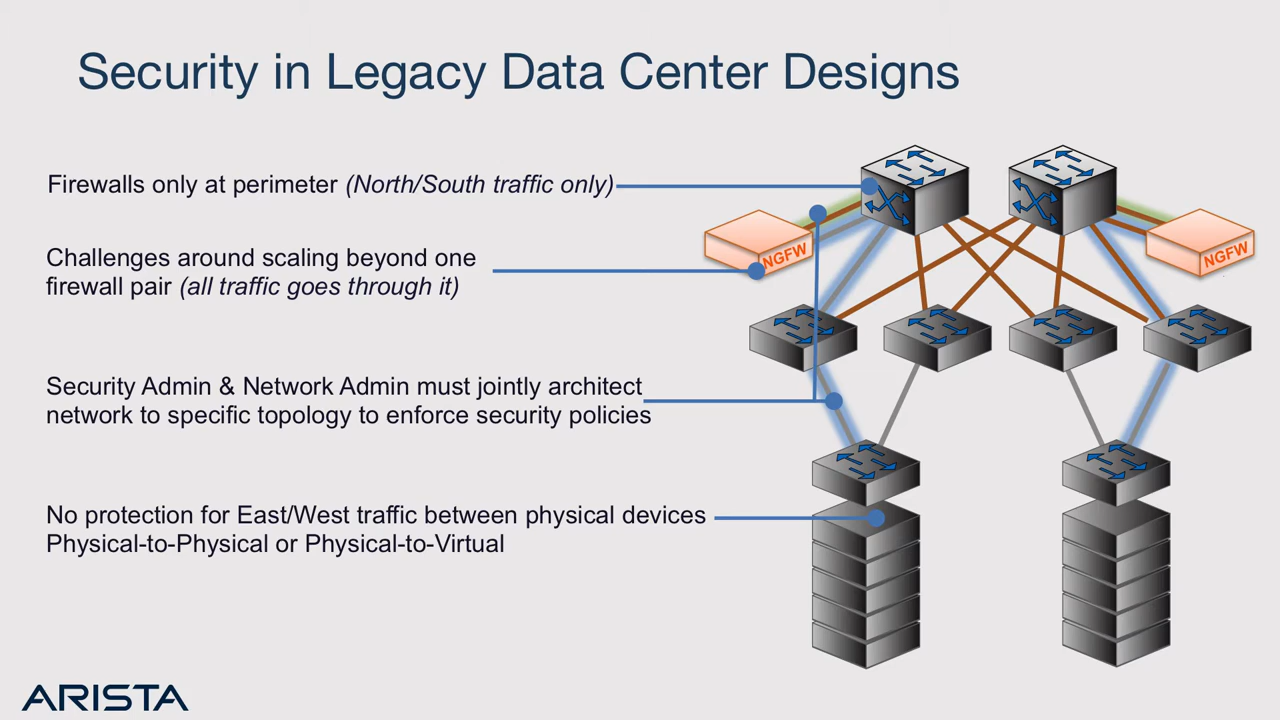 Security in Legacy Data Center Designs
Firewalls only at perimeter (North/South traffic only)
Challenges around scaling beyond one
firewall pair (all traffic goes through it)
Security Admin & Network Admin must jointly architect
network to specific topology to enforce security policies
No protection for East/West traffic between physical devices
Physical-to-Physical or Physical-to-Virtual
NGFW
NGFW
ARISTA